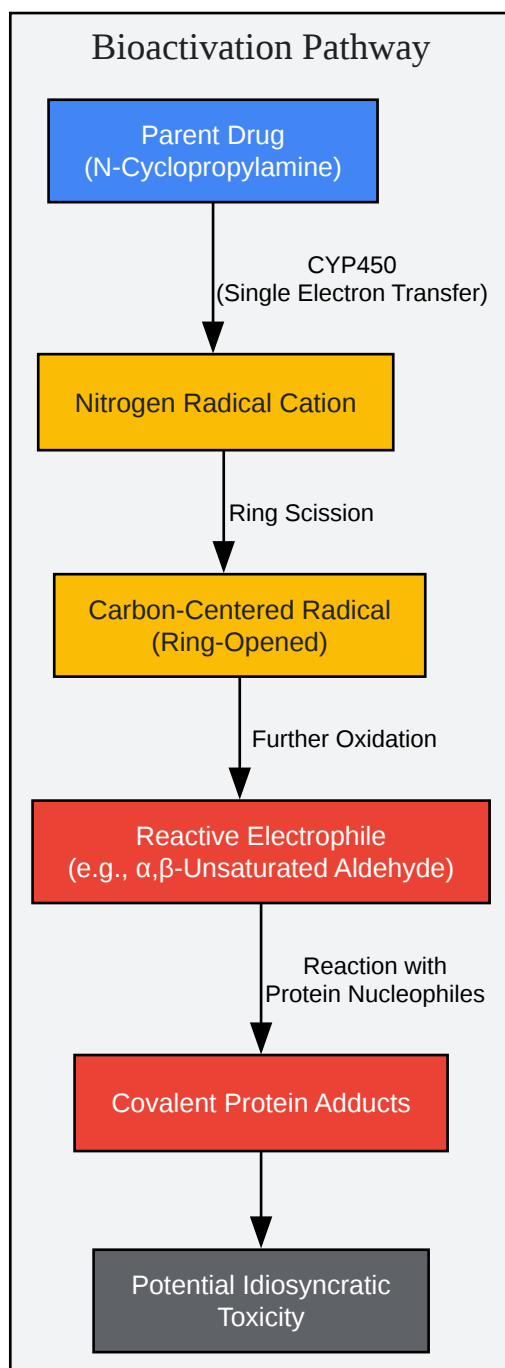 Bioactivation Pathway
Parent Drug
(N-Cyclopropylamine)
CYP450
(Single Electron Transfer)
Nitrogen Radical Cation
Ring Scission
Carbon-Centered Radical
(Ring-Opened)
Further Oxidation
Reactive Electrophile
(e.g., α,β-Unsaturated Aldehyde)
Reaction with
Protein Nucleophiles
Covalent Protein Adducts
Potential Idiosyncratic
Toxicity